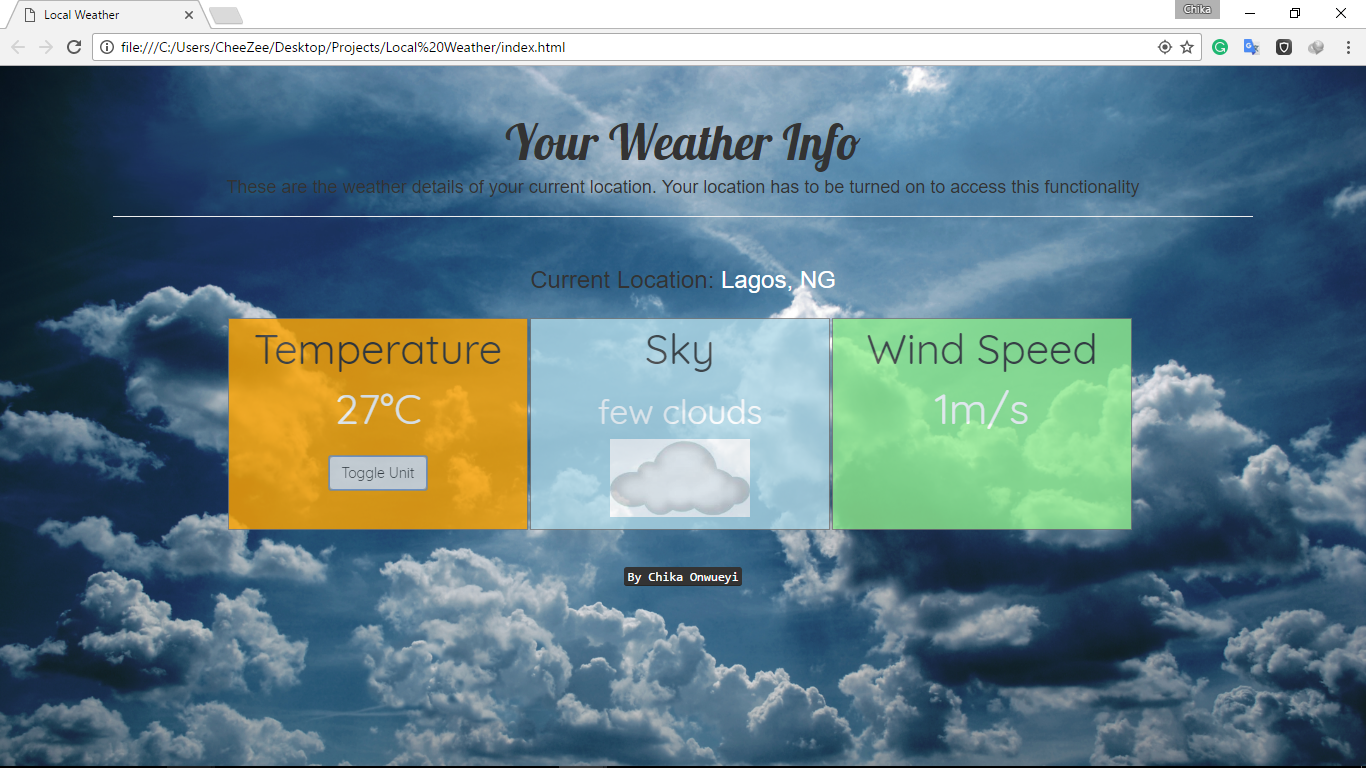 Local Weather
Chika
file:///C:/Users/CheeZee/Desktop/Projects/Local%20Weather/index.html
Your Weather Info
These are the weather details of your current location. Your location has to be turned on to access this functionality
Current Location: Lagos, NG
Temperature
27°C
Toggle Unit
Sky
few clouds
Wind Speed
1m/s
By Chika Onwueyi